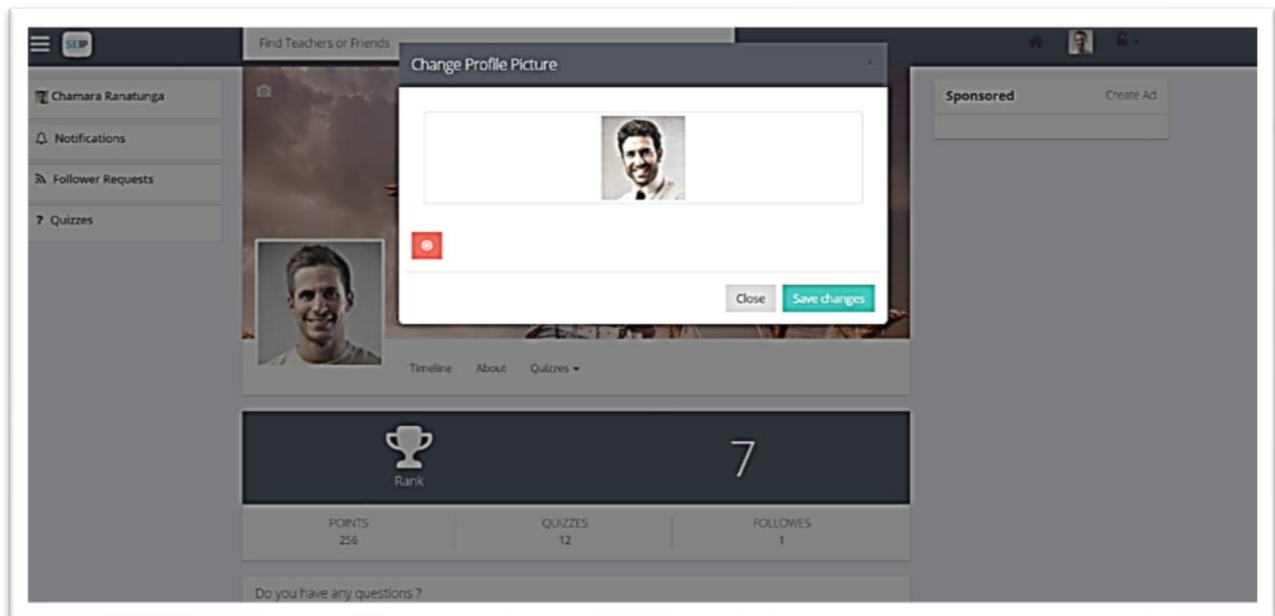 SEIP
Find Teachers or Friends
Change Profile Picture
×
Chamara Ranatunga
Notifications
Follower Requests
? Quizzes
Sponsored
Create Ad
Close
Save changes
Timeline
About
Quizzes
Rank
7
POINTS
256
QUIZZES
12
FOLLOWES
1
Do you have any questions ?